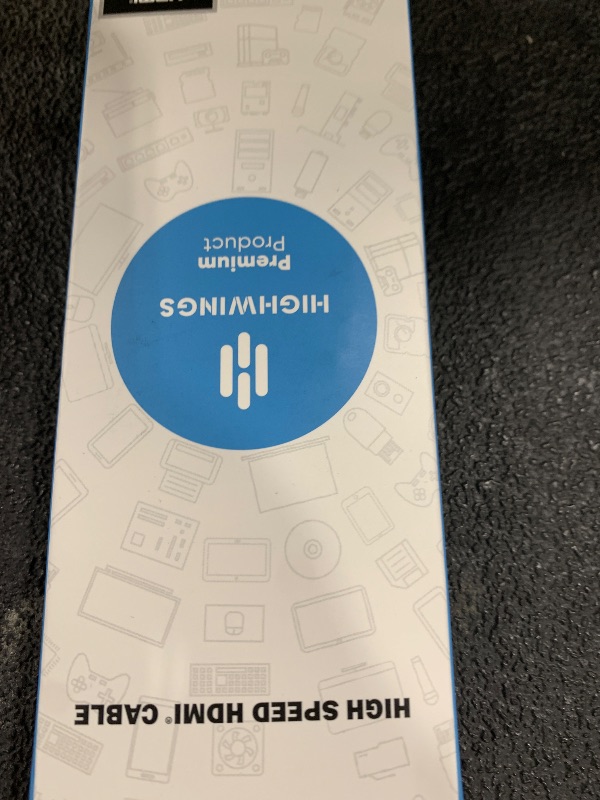 HIGH SPEED HDMI® CABLE
HIGHWINGS
Premium
Product